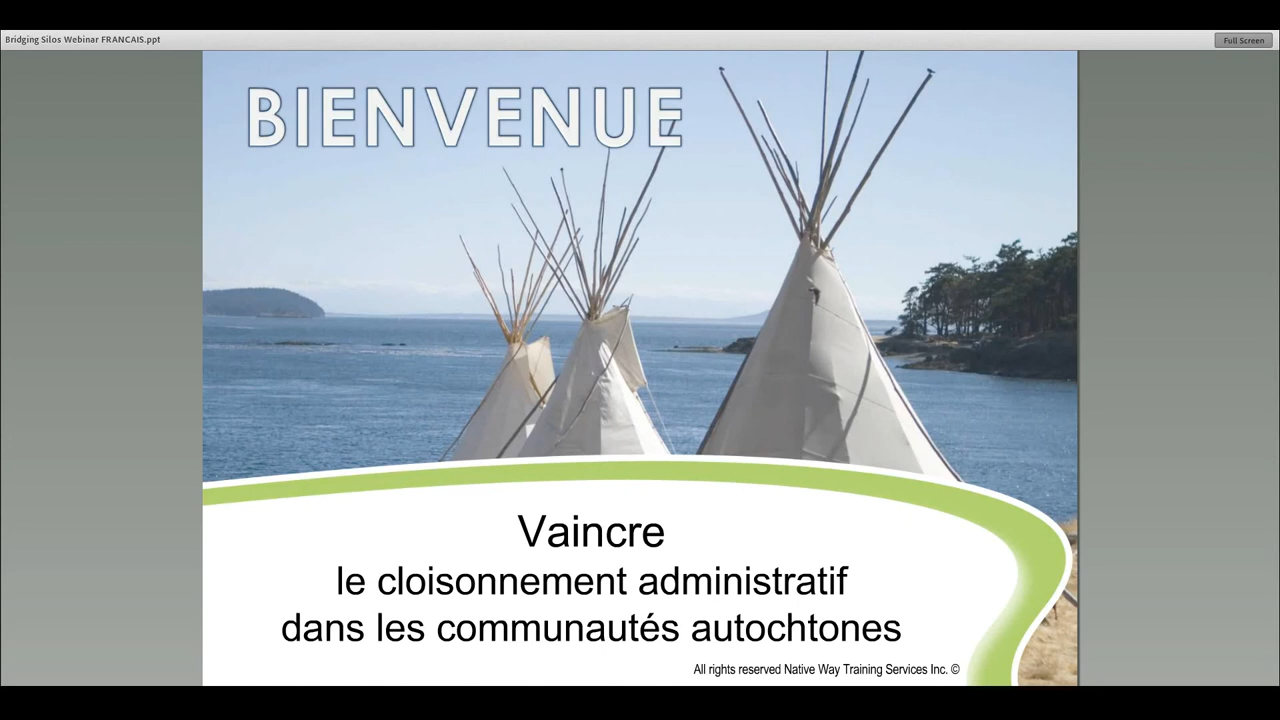 Bridging Silos Webinar FRANCAIS.ppt
Full Screen
BIENVENUE
Vaincre
le cloisonnement administratif
dans les communautés autochtones
All rights reserved Native Way Training Services Inc. ©